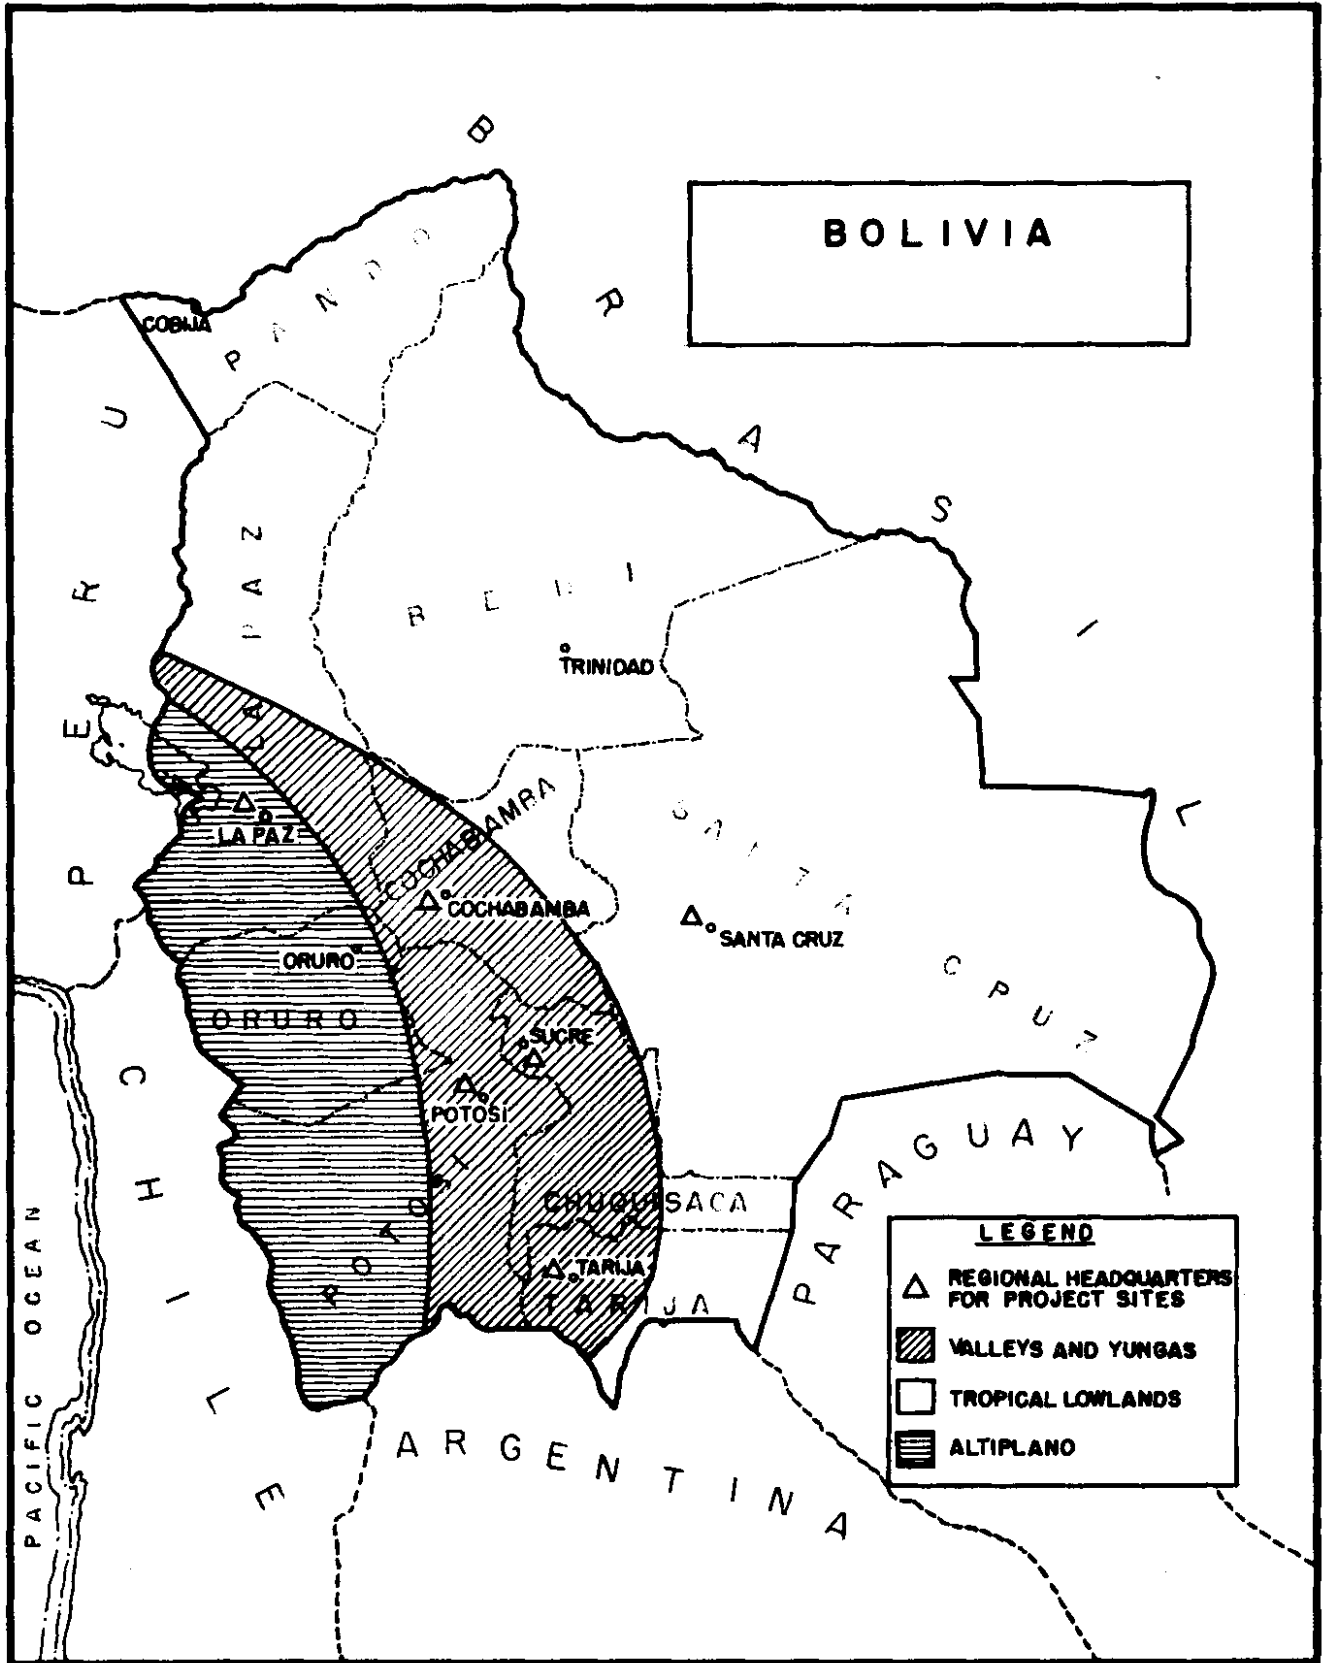 BOLIVIA
BRASIL
PERU
CHILE
ARGENTINA
PARAGUAY
PACIFIC OCEAN
PANDO
COBIJA
LA PAZ
BENI
TRINIDAD
LA PAZ
COCHABAMBA
COCHABAMBA
SANTA CRUZ
SANTA CRUZ
ORURO
ORURO
SUCRE
POTOSÍ
POTOSI
CHUQUISACA
TARIJA
TARIJA
LEGEND
REGIONAL HEADQUARTERS
FOR PROJECT SITES
VALLEYS AND YUNGAS
TROPICAL LOWLANDS
ALTIPLANO